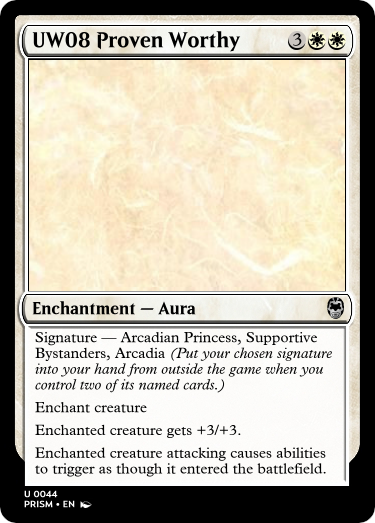 UW08 Proven Worthy 3
Enchantment — Aura
Signature — Arcadian Princess, Supportive
Bystanders, Arcadia (Put your chosen signature
into your hand from outside the game when you
control two of its named cards.)
Enchant creature
Enchanted creature gets +3/+3.
Enchanted creature attacking causes abilities
to trigger as though it entered the battlefield.
U 0044
PRISM • EN